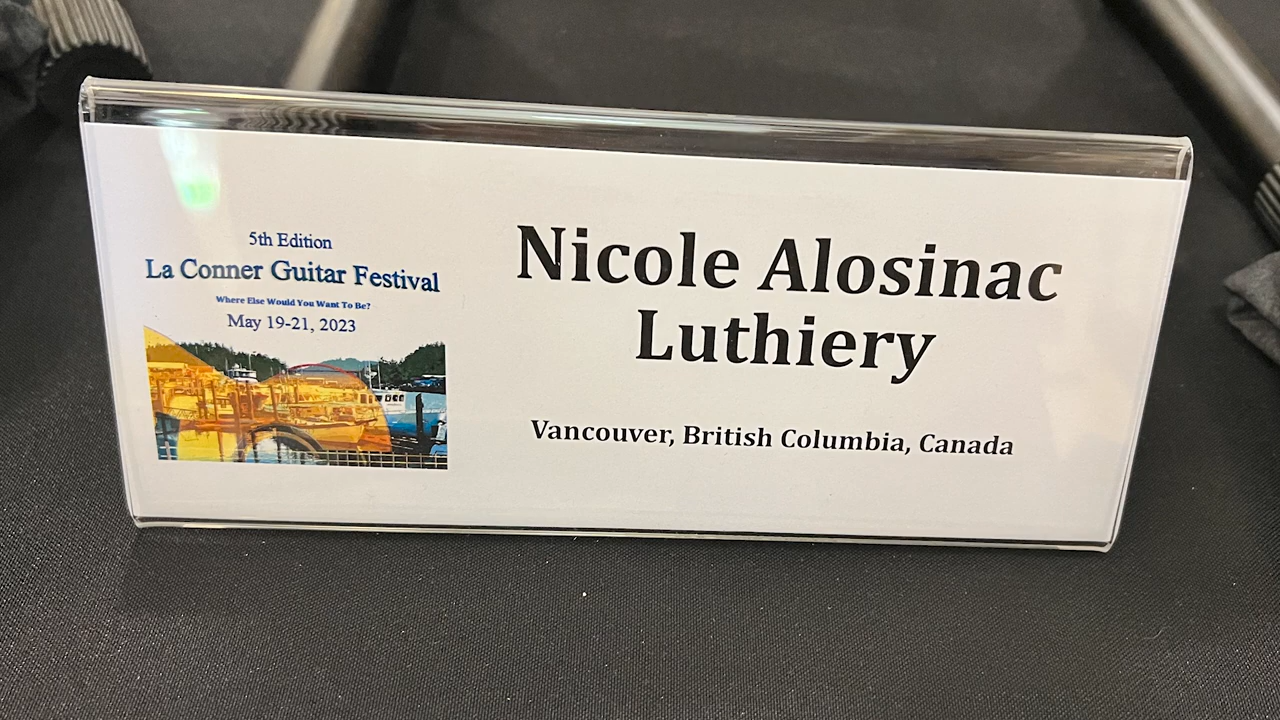 5th Edition
La Conner Guitar Festival
Where Else Would You Want To Be?
May 19-21, 2023
Nicole Alosinac
Luthiery
Vancouver, British Columbia, Canada